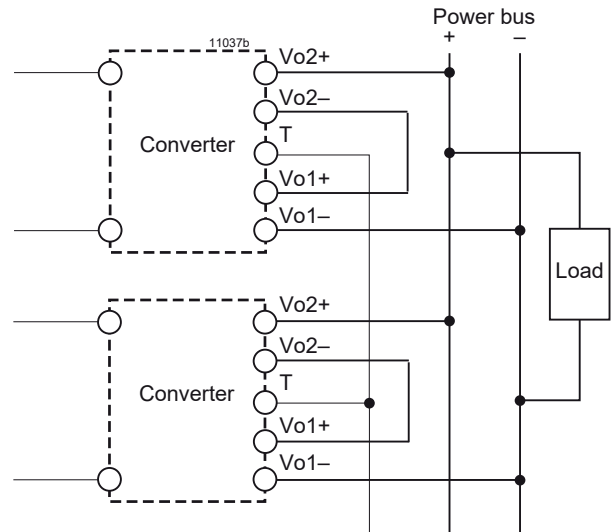 Power bus
+ –
11037b
Vo2+
Vo2–
T
Converter
Vo1+
Vo1–
Load
Vo2+
Vo2–
T
Converter
Vo1+
Vo1–